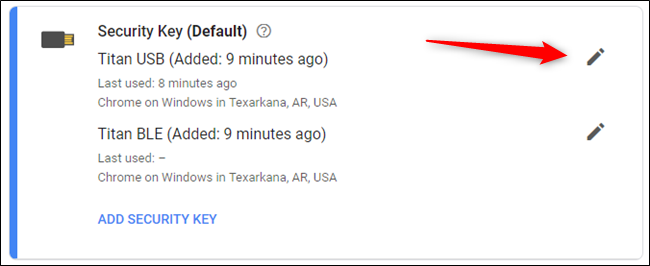 Security Key (Default)
Titan USB (Added: 9 minutes ago)
Last used: 8 minutes ago
Chrome on Windows in Texarkana, AR, USA
Titan BLE (Added: 9 minutes ago)
Last used: –
Chrome on Windows in Texarkana, AR, USA
ADD SECURITY KEY